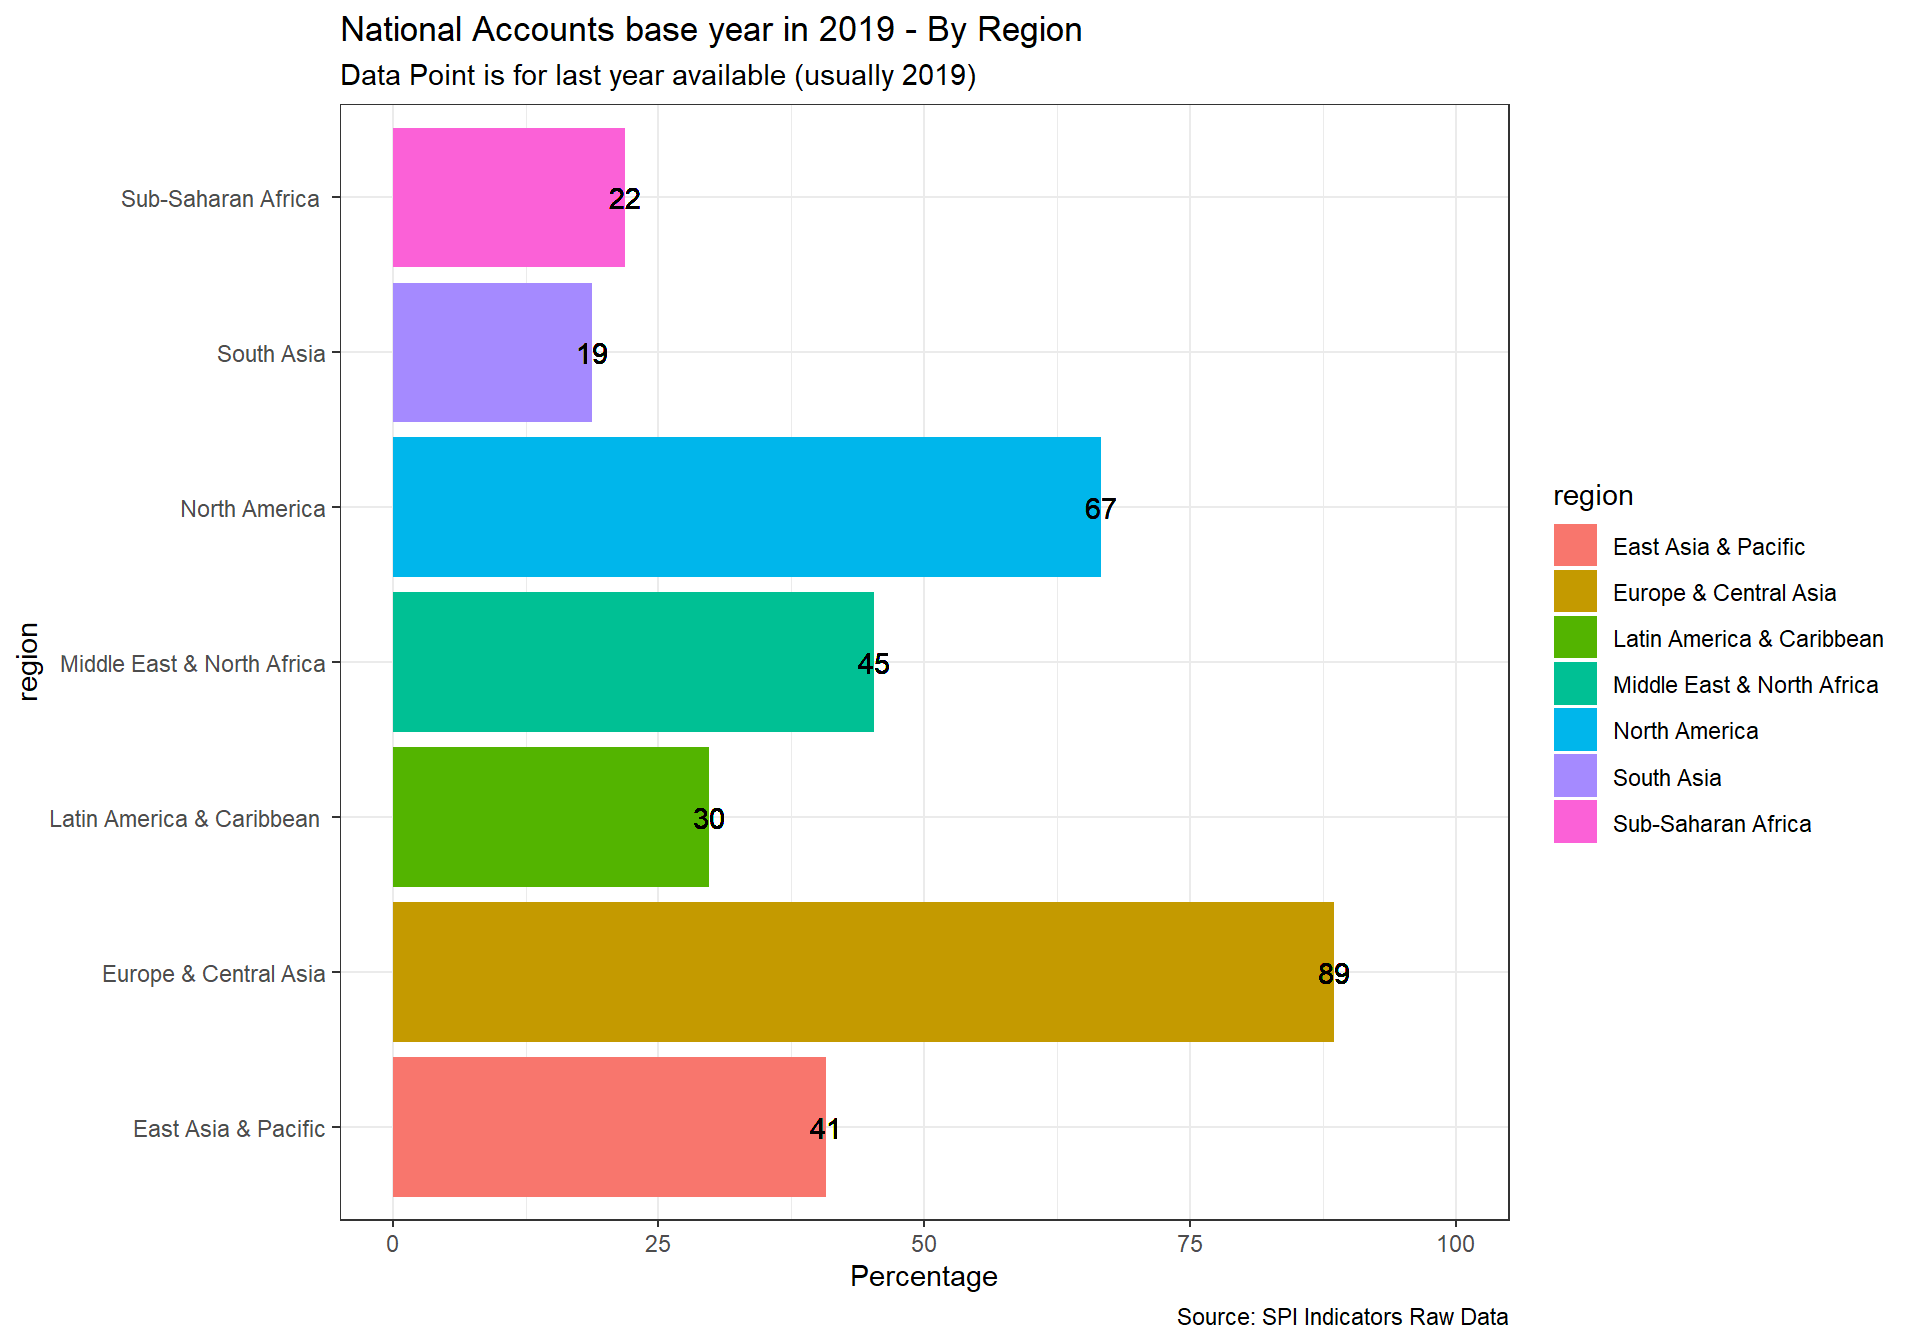 National Accounts base year in 2019 - By Region
Data Point is for last year available (usually 2019)
region
Sub-Saharan Africa
22
South Asia
19
North America
67
Middle East & North Africa
45
Latin America & Caribbean
30
Europe & Central Asia
89
East Asia & Pacific
41
0 25 50 75 100
Percentage
region
East Asia & Pacific
Europe & Central Asia
Latin America & Caribbean
Middle East & North Africa
North America
South Asia
Sub-Saharan Africa
Source: SPI Indicators Raw Data